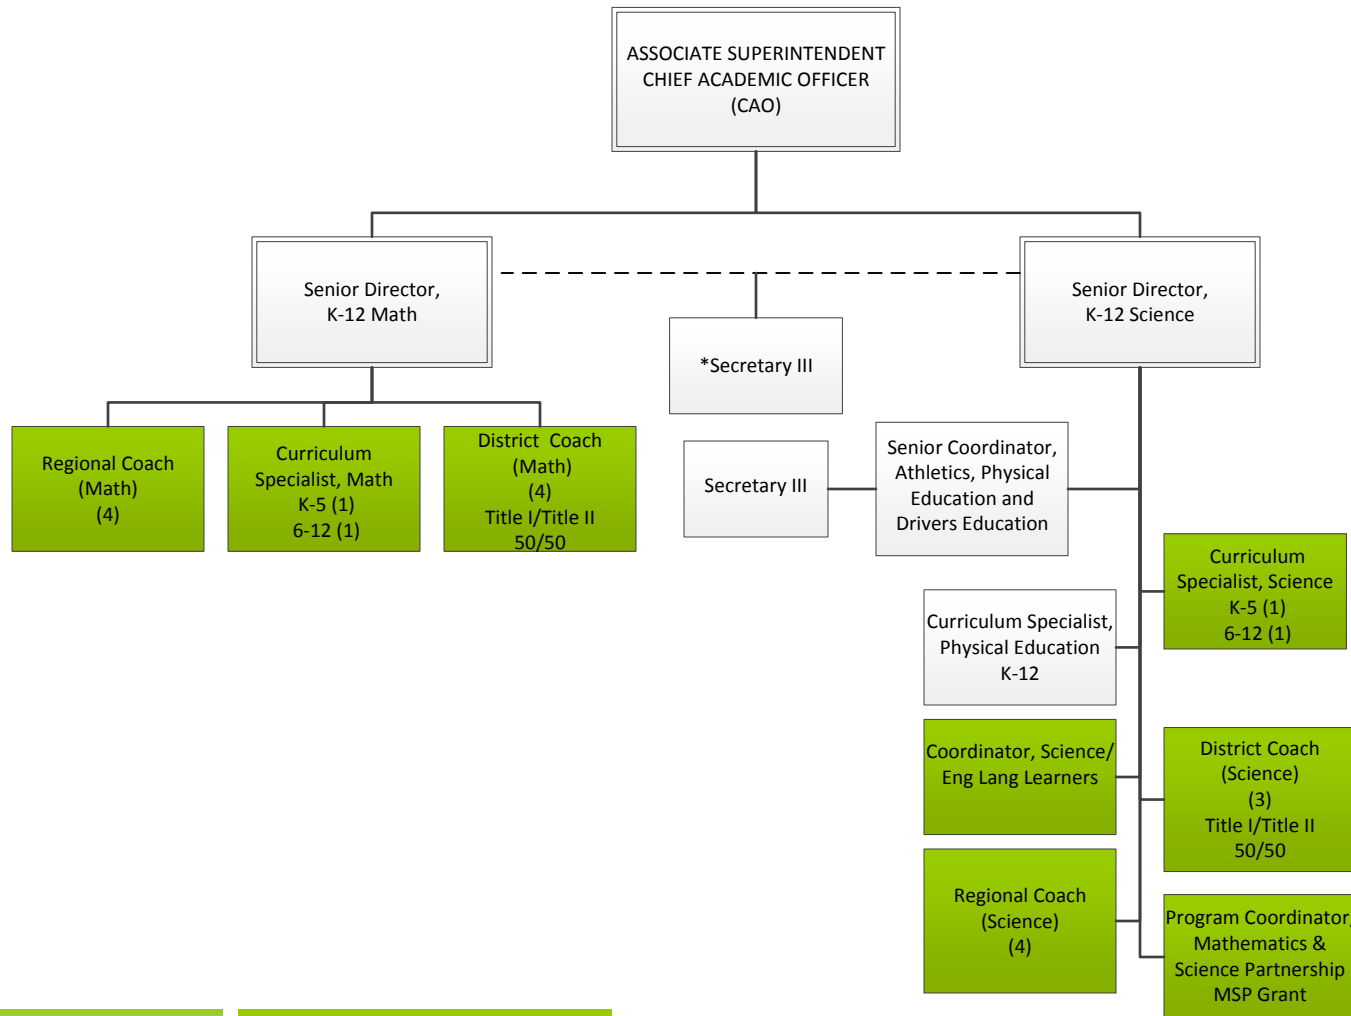 ASSOCIATE SUPERINTENDENT
CHIEF ACADEMIC OFFICER
(CAO)
Senior Director,
K-12 Math
Senior Director,
K-12 Science
*Secretary III
Regional Coach
(Math)
(4)
Curriculum
Specialist, Math
K-5 (1)
6-12 (1)
District  Coach
(Math)
(4)
Title I/Title II
50/50
Secretary III
Senior Coordinator,
Athletics, Physical
Education and
Drivers Education
Curriculum
Specialist, Science
K-5 (1)
6-12 (1)
Curriculum Specialist,
Physical Education
K-12
Coordinator, Science/
Eng Lang Learners
District Coach
(Science)
(3)
Title I/Title II
50/50
Regional Coach
(Science)
(4)
Program Coordinator,
Mathematics &
Science Partnership
MSP Grant